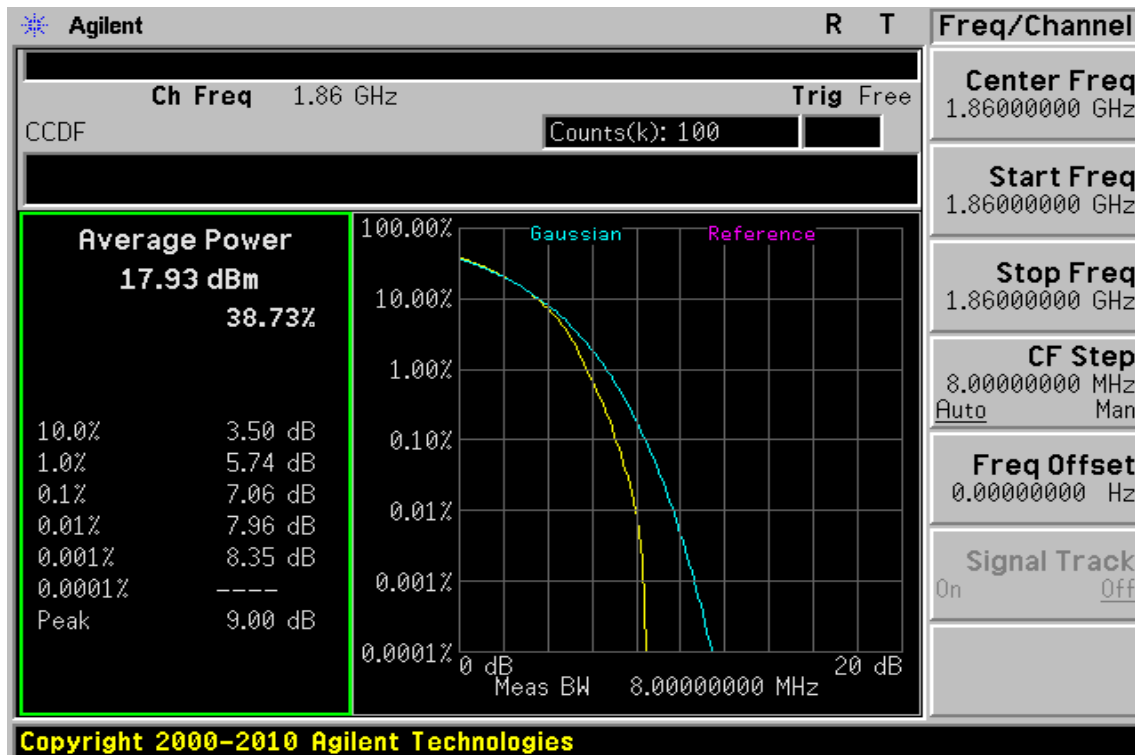 Agilent R T Freq/Channel
Ch Freq 1.86 GHz Trig Free
CCDF Counts(k): 100
Average Power
17.93 dBm
38.73%
10.0% 3.50 dB
1.0% 5.74 dB
0.1% 7.06 dB
0.01% 7.96 dB
0.001% 8.35 dB
0.0001% ----
Peak 9.00 dB
Gaussian Reference
100.00%
10.00%
1.00%
0.10%
0.01%
0.001%
0.0001%
0 dB 20 dB
Meas BW 8.00000000 MHz
Center Freq
1.86000000 GHz
Start Freq
1.86000000 GHz
Stop Freq
1.86000000 GHz
CF Step
8.00000000 MHz
Auto Man
Freq Offset
0.00000000 Hz
Signal Track
On Off
Copyright 2000-2010 Agilent Technologies